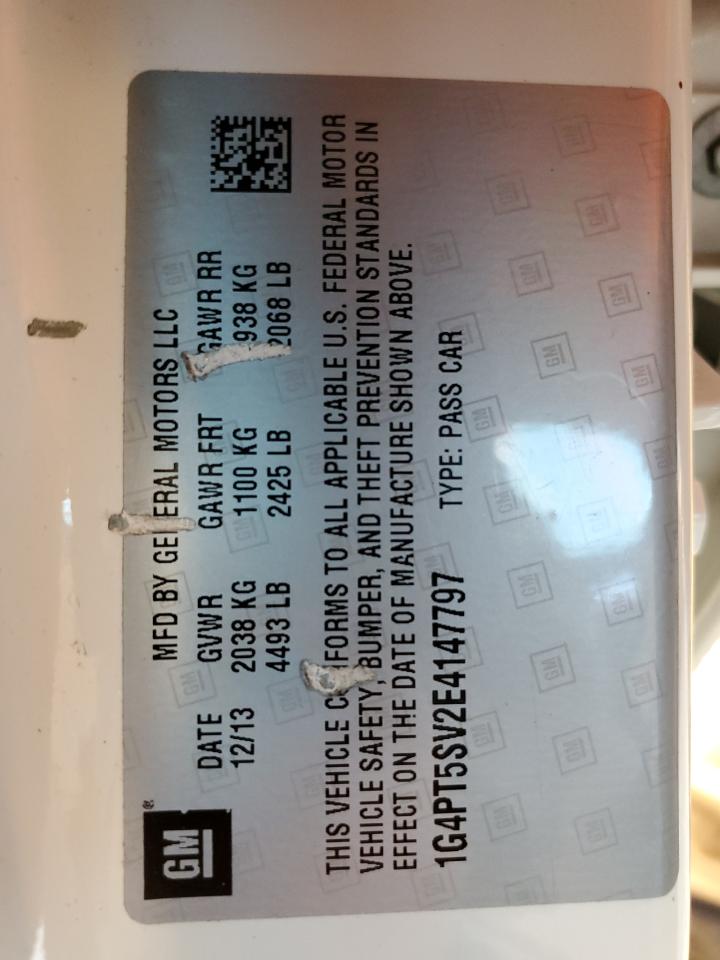 GM ®
MFD BY GENERAL MOTORS LLC
DATE GVWR GAWR FRT GAWR RR
12/13 2038 KG 1100 KG 938 KG
4493 LB 2425 LB 2068 LB
THIS VEHICLE CONFORMS TO ALL APPLICABLE U.S. FEDERAL MOTOR
VEHICLE SAFETY, BUMPER, AND THEFT PREVENTION STANDARDS IN
EFFECT ON THE DATE OF MANUFACTURE SHOWN ABOVE.
1G4PT5SV2E4147797 TYPE: PASS CAR